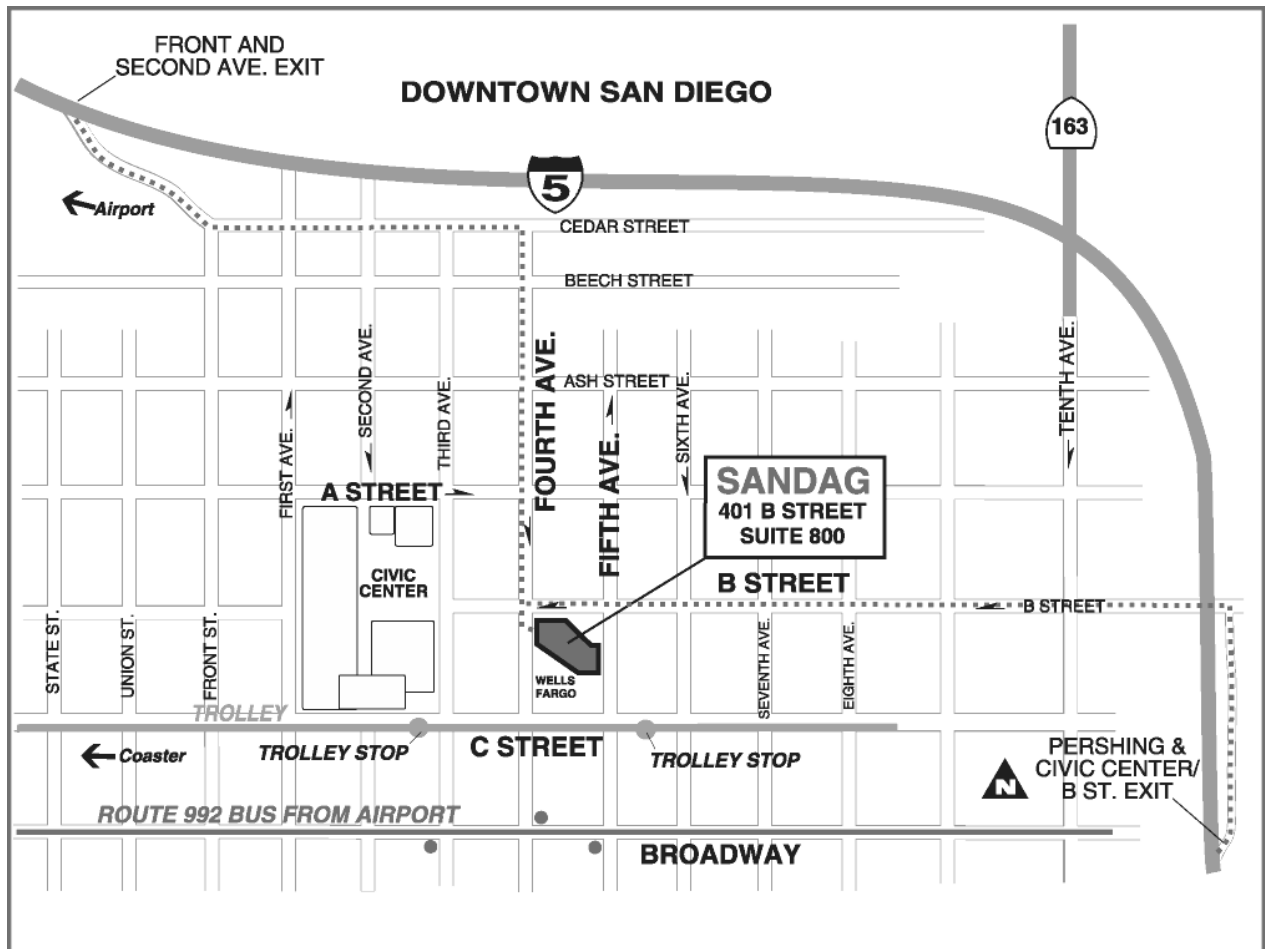 FRONT AND
SECOND AVE. EXIT
DOWNTOWN SAN DIEGO
163
5
Airport
CEDAR STREET
BEECH STREET
ASH STREET
FIRST AVE.
SECOND AVE.
THIRD AVE.
FOURTH AVE.
FIFTH AVE.
SIXTH AVE.
TENTH AVE.
A STREET
SANDAG
401 B STREET
SUITE 800
CIVIC
CENTER
B STREET
B STREET
STATE ST.
UNION ST.
FRONT ST.
WELLS
FARGO
SEVENTH AVE.
EIGHTH AVE.
TROLLEY
Coaster
TROLLEY STOP
C STREET
TROLLEY STOP
PERSHING &
CIVIC CENTER/
B ST. EXIT
N
ROUTE 992 BUS FROM AIRPORT
BROADWAY